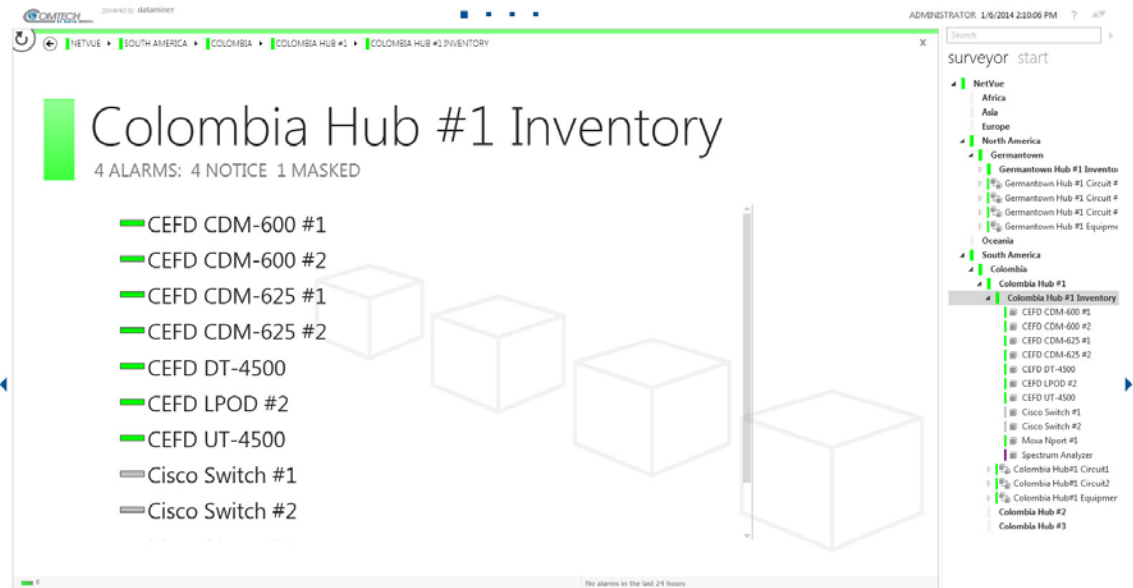 COMTECH
EF DATA
powered by dataminer
ADMINISTRATOR 1/6/2014 2:10:06 PM ?
NETVUE SOUTH AMERICA COLOMBIA COLOMBIA HUB #1 COLOMBIA HUB #1 INVENTORY X
Colombia Hub #1 Inventory
4 ALARMS: 4 NOTICE 1 MASKED
CEFD CDM-600 #1
CEFD CDM-600 #2
CEFD CDM-625 #1
CEFD CDM-625 #2
CEFD DT-4500
CEFD LPOD #2
CEFD UT-4500
Cisco Switch #1
Cisco Switch #2
No alarms in the last 24 hours
Search
surveyor start
NetVue
Africa
Asia
Europe
North America
Germantown
Germantown Hub #1 Inventor
Germantown Hub #1 Circuit #
Germantown Hub #1 Circuit #
Germantown Hub #1 Circuit #
Germantown Hub #1 Equipme
Oceania
South America
Colombia
Colombia Hub #1
Colombia Hub #1 Inventory
CEFD CDM-600 #1
CEFD CDM-600 #2
CEFD CDM-625 #1
CEFD CDM-625 #2
CEFD DT-4500
CEFD LPOD #2
CEFD UT-4500
Cisco Switch #1
Cisco Switch #2
Moxa Nport #1
Spectrum Analyzer
Colombia Hub#1 Circuit1
Colombia Hub#1 Circuit2
Colombia Hub#1 Equipmer
Colombia Hub #2
Colombia Hub #3